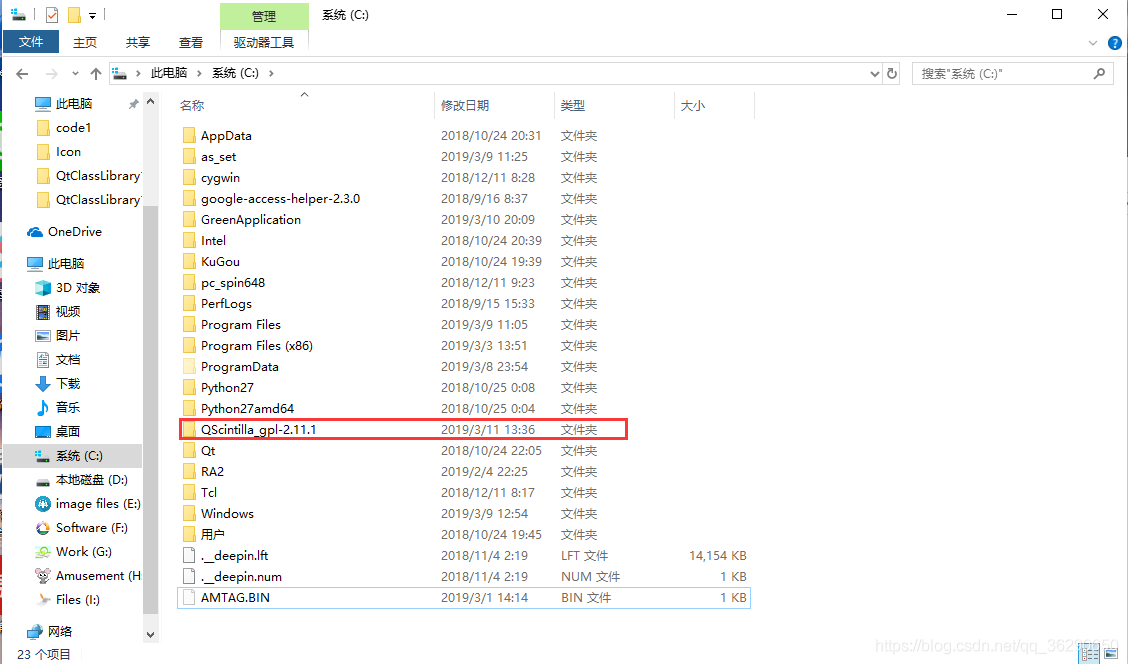 管理 系统 (C:)
文件 主页 共享 查看 驱动器工具
此电脑 系统 (C:) 搜索"系统 (C:)"
此电脑
code1
Icon
QtClassLibrary
QtClassLibrary
OneDrive
此电脑
3D 对象
视频
图片
文档
下载
音乐
桌面
系统 (C:)
本地磁盘 (D:)
image files (E:)
Software (F:)
Work (G:)
Amusement (H:
Files (I:)
网络
名称 修改日期 类型 大小
AppData 2018/10/24 20:31 文件夹
as_set 2019/3/9 11:25 文件夹
cygwin 2018/12/11 8:28 文件夹
google-access-helper-2.3.0 2018/9/16 8:37 文件夹
GreenApplication 2019/3/10 20:09 文件夹
Intel 2018/10/24 20:39 文件夹
KuGou 2018/10/24 19:39 文件夹
pc_spin648 2018/12/11 9:23 文件夹
PerfLogs 2018/9/15 15:33 文件夹
Program Files 2019/3/9 11:05 文件夹
Program Files (x86) 2019/3/3 13:51 文件夹
ProgramData 2019/3/8 23:54 文件夹
Python27 2018/10/25 0:08 文件夹
Python27amd64 2018/10/25 0:04 文件夹
QScintilla_gpl-2.11.1 2019/3/11 13:36 文件夹
Qt 2018/10/24 22:05 文件夹
RA2 2019/2/4 22:25 文件夹
Tcl 2018/12/11 8:17 文件夹
Windows 2019/3/9 12:54 文件夹
用户 2018/10/24 19:45 文件夹
._deepin.lft 2018/11/4 2:19 LFT 文件 14,154 KB
._deepin.num 2018/11/4 2:19 NUM 文件 1 KB
AMTAG.BIN 2019/3/1 14:14 BIN 文件 1 KB
23 个项目